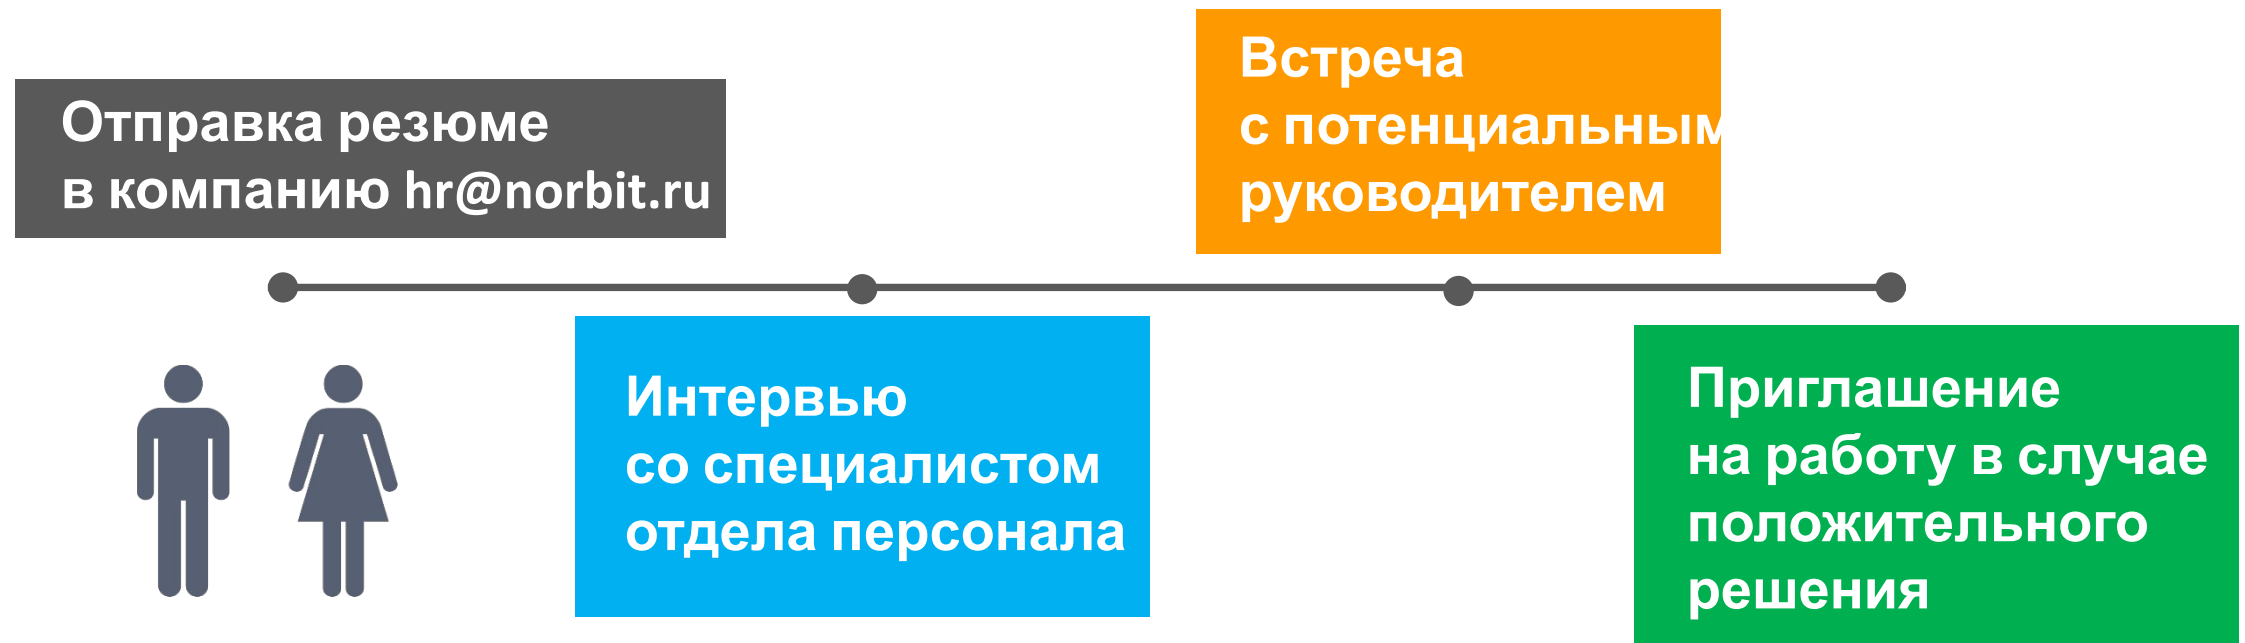 Отправка резюме
в компанию hr@norbit.ru
Интервью
со специалистом
отдела персонала
Встреча
с потенциальным
руководителем
Приглашение
на работу в случае
положительного
решения